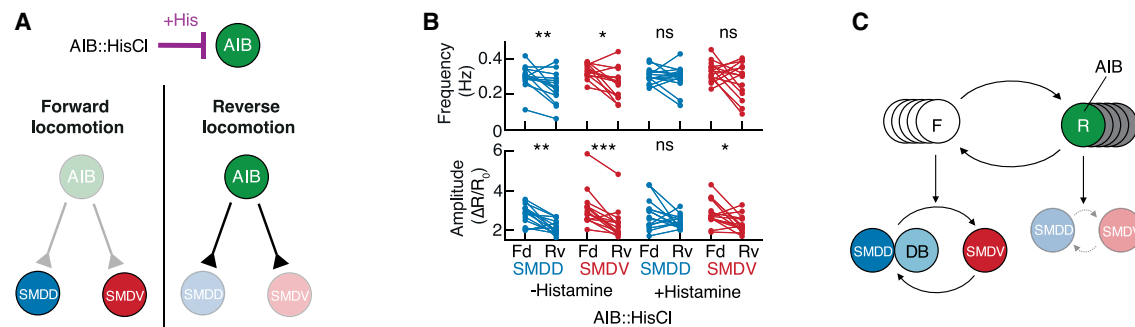 A
+His
AIB::HisCl
AIB
Forward
locomotion
Reverse
locomotion
AIB
AIB
SMDD
SMDV
SMDD
SMDV
B
**
*
ns
ns
Frequency
(Hz)
0.4
0.2
0
**
***
ns
*
Amplitude
(ΔR/R0)
6
4
2
Fd Rv Fd Rv Fd Rv Fd Rv
SMDD SMDV SMDD SMDV
-Histamine +Histamine
AIB::HisCl
C
AIB
F
R
SMDD
DB
SMDV
SMDD
SMDV